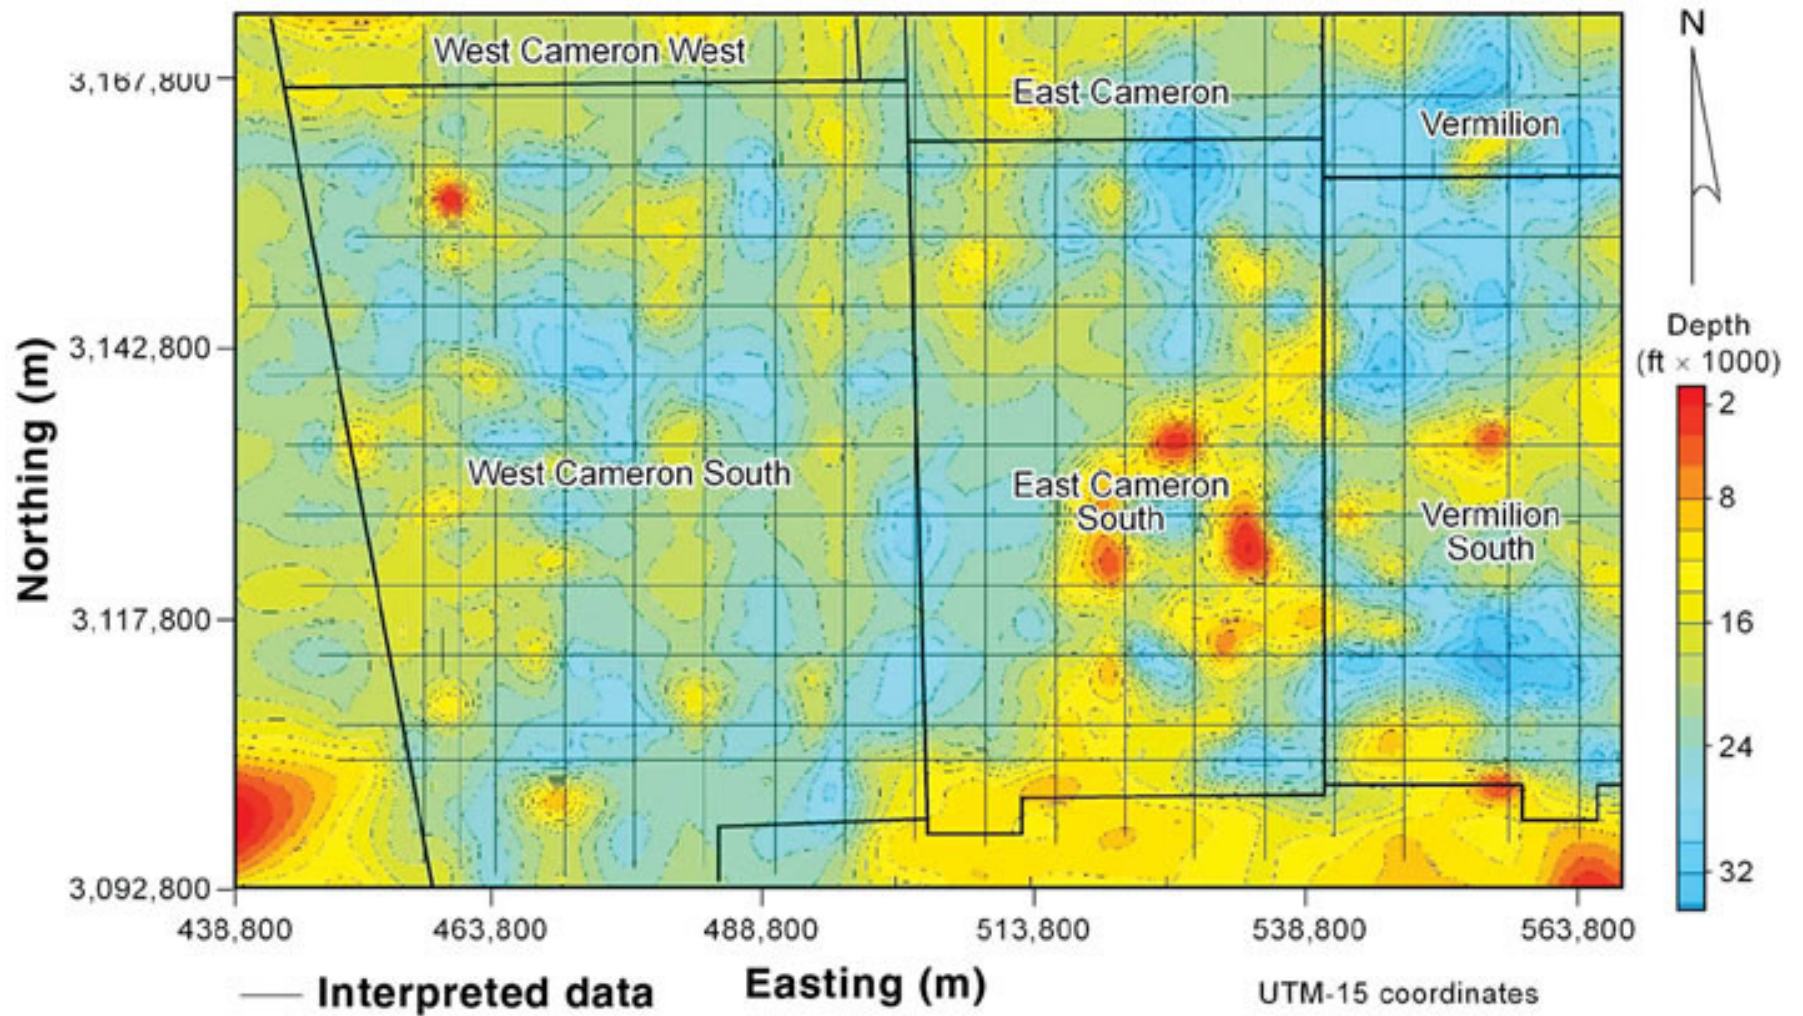 N
West Cameron West
3,167,800
East Cameron
Vermilion
Depth
(ft × 1000)
3,142,800
2
West Cameron South
East Cameron
South
8
Vermilion
South
Northing (m)
3,117,800
16
24
32
3,092,800
438,800 463,800 488,800 513,800 538,800 563,800
Interpreted data
Easting (m)
UTM-15 coordinates